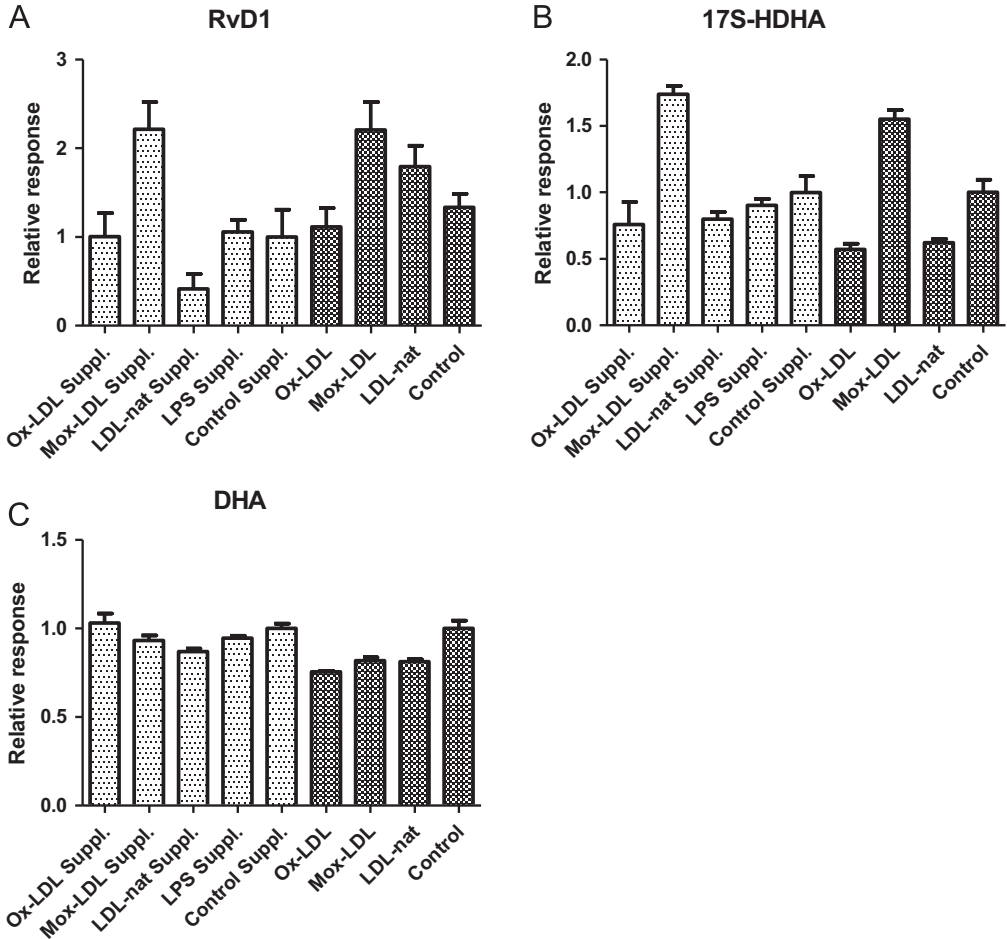 A
RvD1
Relative response
3
2
1
0
Ox-LDL Suppl.
Mox-LDL Suppl.
LDL-nat Suppl.
LPS Suppl.
Control Suppl.
Ox-LDL
Mox-LDL
LDL-nat
Control
B
17S-HDHA
Relative response
2.0
1.5
1.0
0.5
0.0
Ox-LDL Suppl.
Mox-LDL Suppl.
LDL-nat Suppl.
LPS Suppl.
Control Suppl.
Ox-LDL
Mox-LDL
LDL-nat
Control
C
DHA
Relative response
1.5
1.0
0.5
0.0
Ox-LDL Suppl.
Mox-LDL Suppl.
LDL-nat Suppl.
LPS Suppl.
Control Suppl.
Ox-LDL
Mox-LDL
LDL-nat
Control